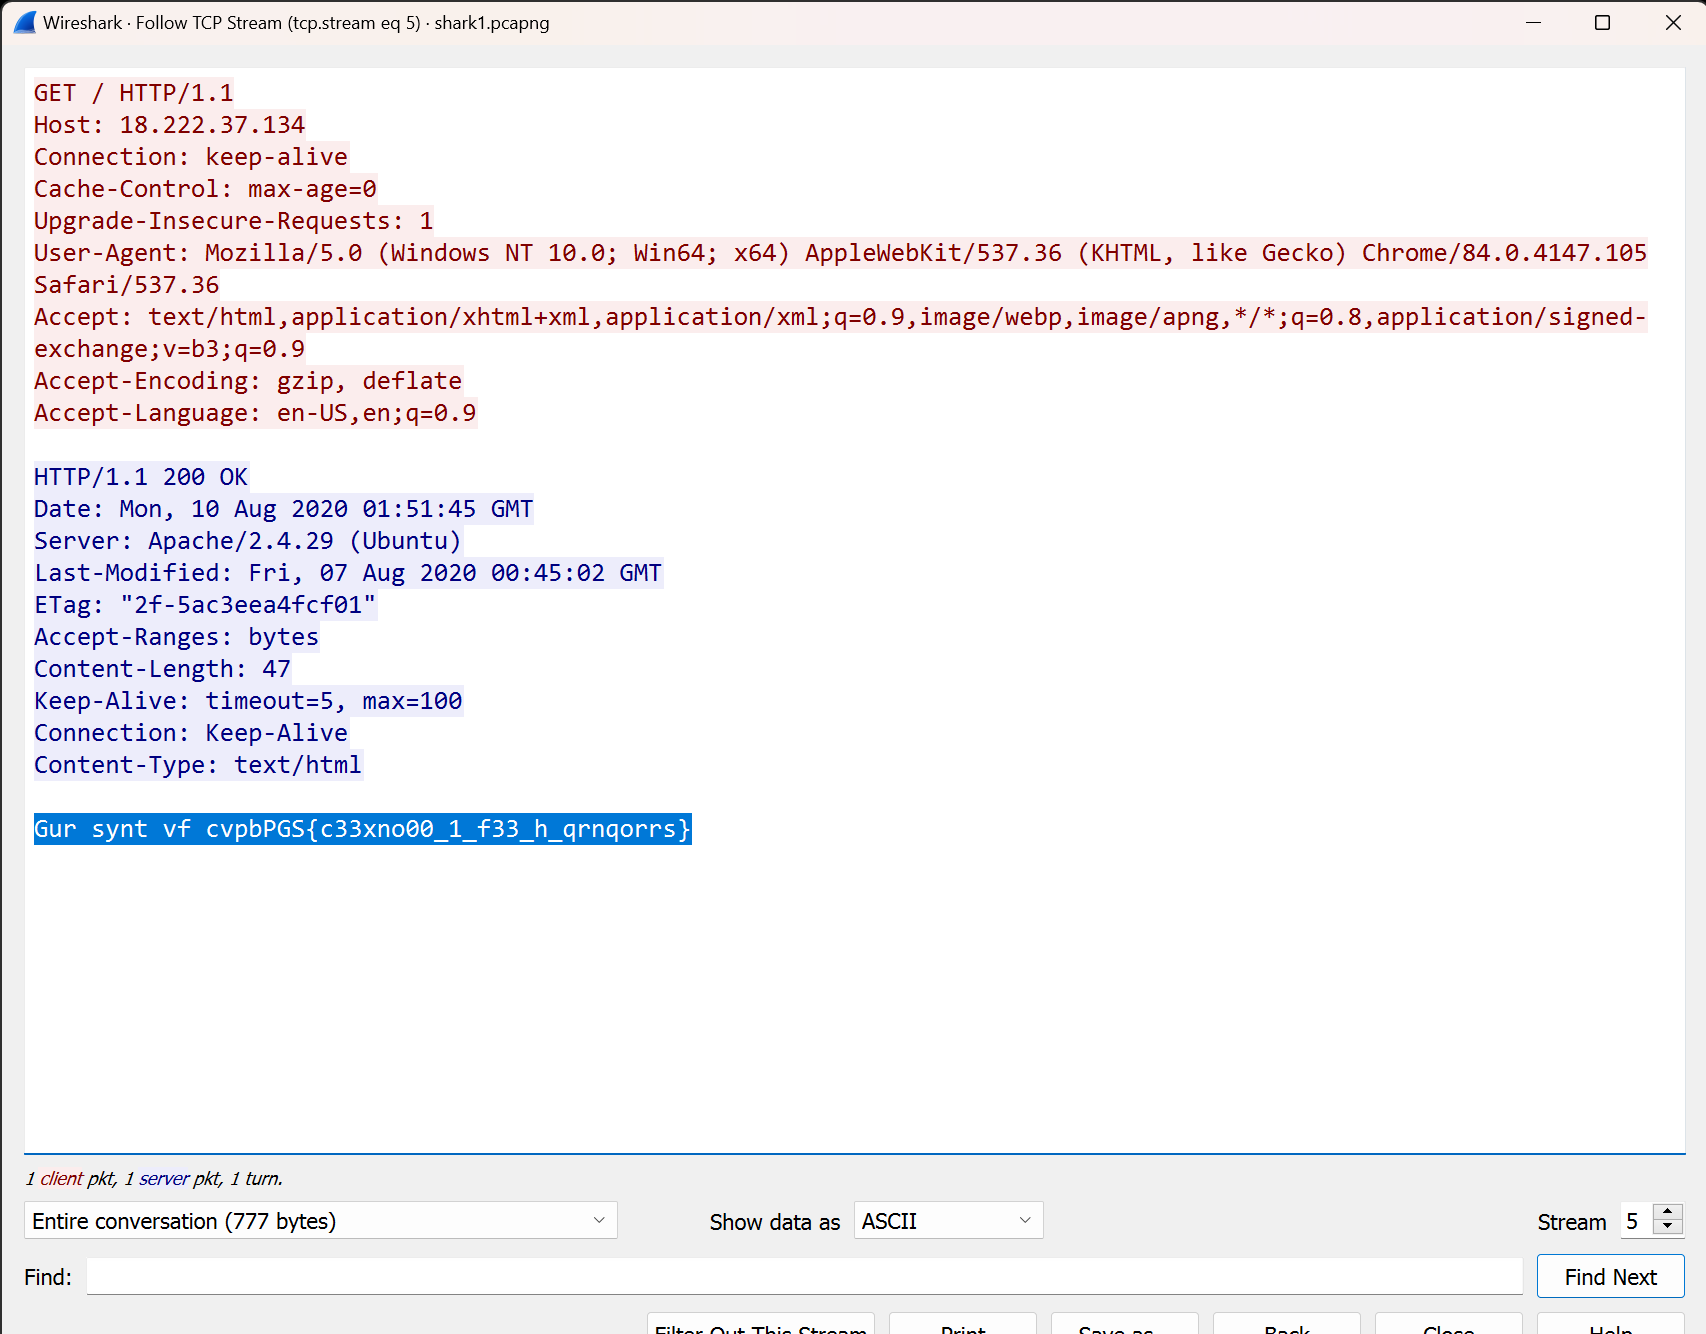 Wireshark · Follow TCP Stream (tcp.stream eq 5) · shark1.pcapng
GET / HTTP/1.1
Host: 18.222.37.134
Connection: keep-alive
Cache-Control: max-age=0
Upgrade-Insecure-Requests: 1
User-Agent: Mozilla/5.0 (Windows NT 10.0; Win64; x64) AppleWebKit/537.36 (KHTML, like Gecko) Chrome/84.0.4147.105
Safari/537.36
Accept: text/html,application/xhtml+xml,application/xml;q=0.9,image/webp,image/apng,*/*;q=0.8,application/signed-
exchange;v=b3;q=0.9
Accept-Encoding: gzip, deflate
Accept-Language: en-US,en;q=0.9
HTTP/1.1 200 OK
Date: Mon, 10 Aug 2020 01:51:45 GMT
Server: Apache/2.4.29 (Ubuntu)
Last-Modified: Fri, 07 Aug 2020 00:45:02 GMT
ETag: "2f-5ac3eea4fcf01"
Accept-Ranges: bytes
Content-Length: 47
Keep-Alive: timeout=5, max=100
Connection: Keep-Alive
Content-Type: text/html
Gur synt vf cvpbPGS{c33xno00_1_f33_h_qrnqorrs}
1 client pkt, 1 server pkt, 1 turn.
Entire conversation (777 bytes) Show data as ASCII Stream 5
Find: Find Next
Filter Out This Stream Print Save as… Back Close Help